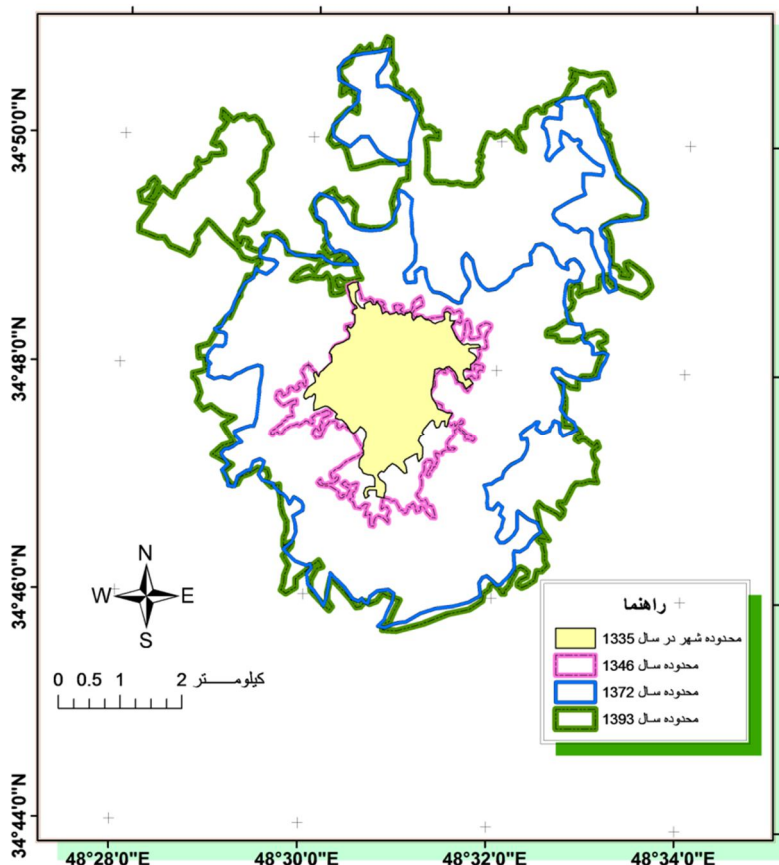 34°50'0"N
34°48'0"N
34°46'0"N
34°44'0"N
N
W E
S
0 0.5 1 2 کیلومــــتر
راهنما
محدوده شهر در سال 1335
محدوده سال 1346
محدوده سال 1372
محدوده سال 1393
48°28'0"E 48°30'0"E 48°32'0"E 48°34'0"E